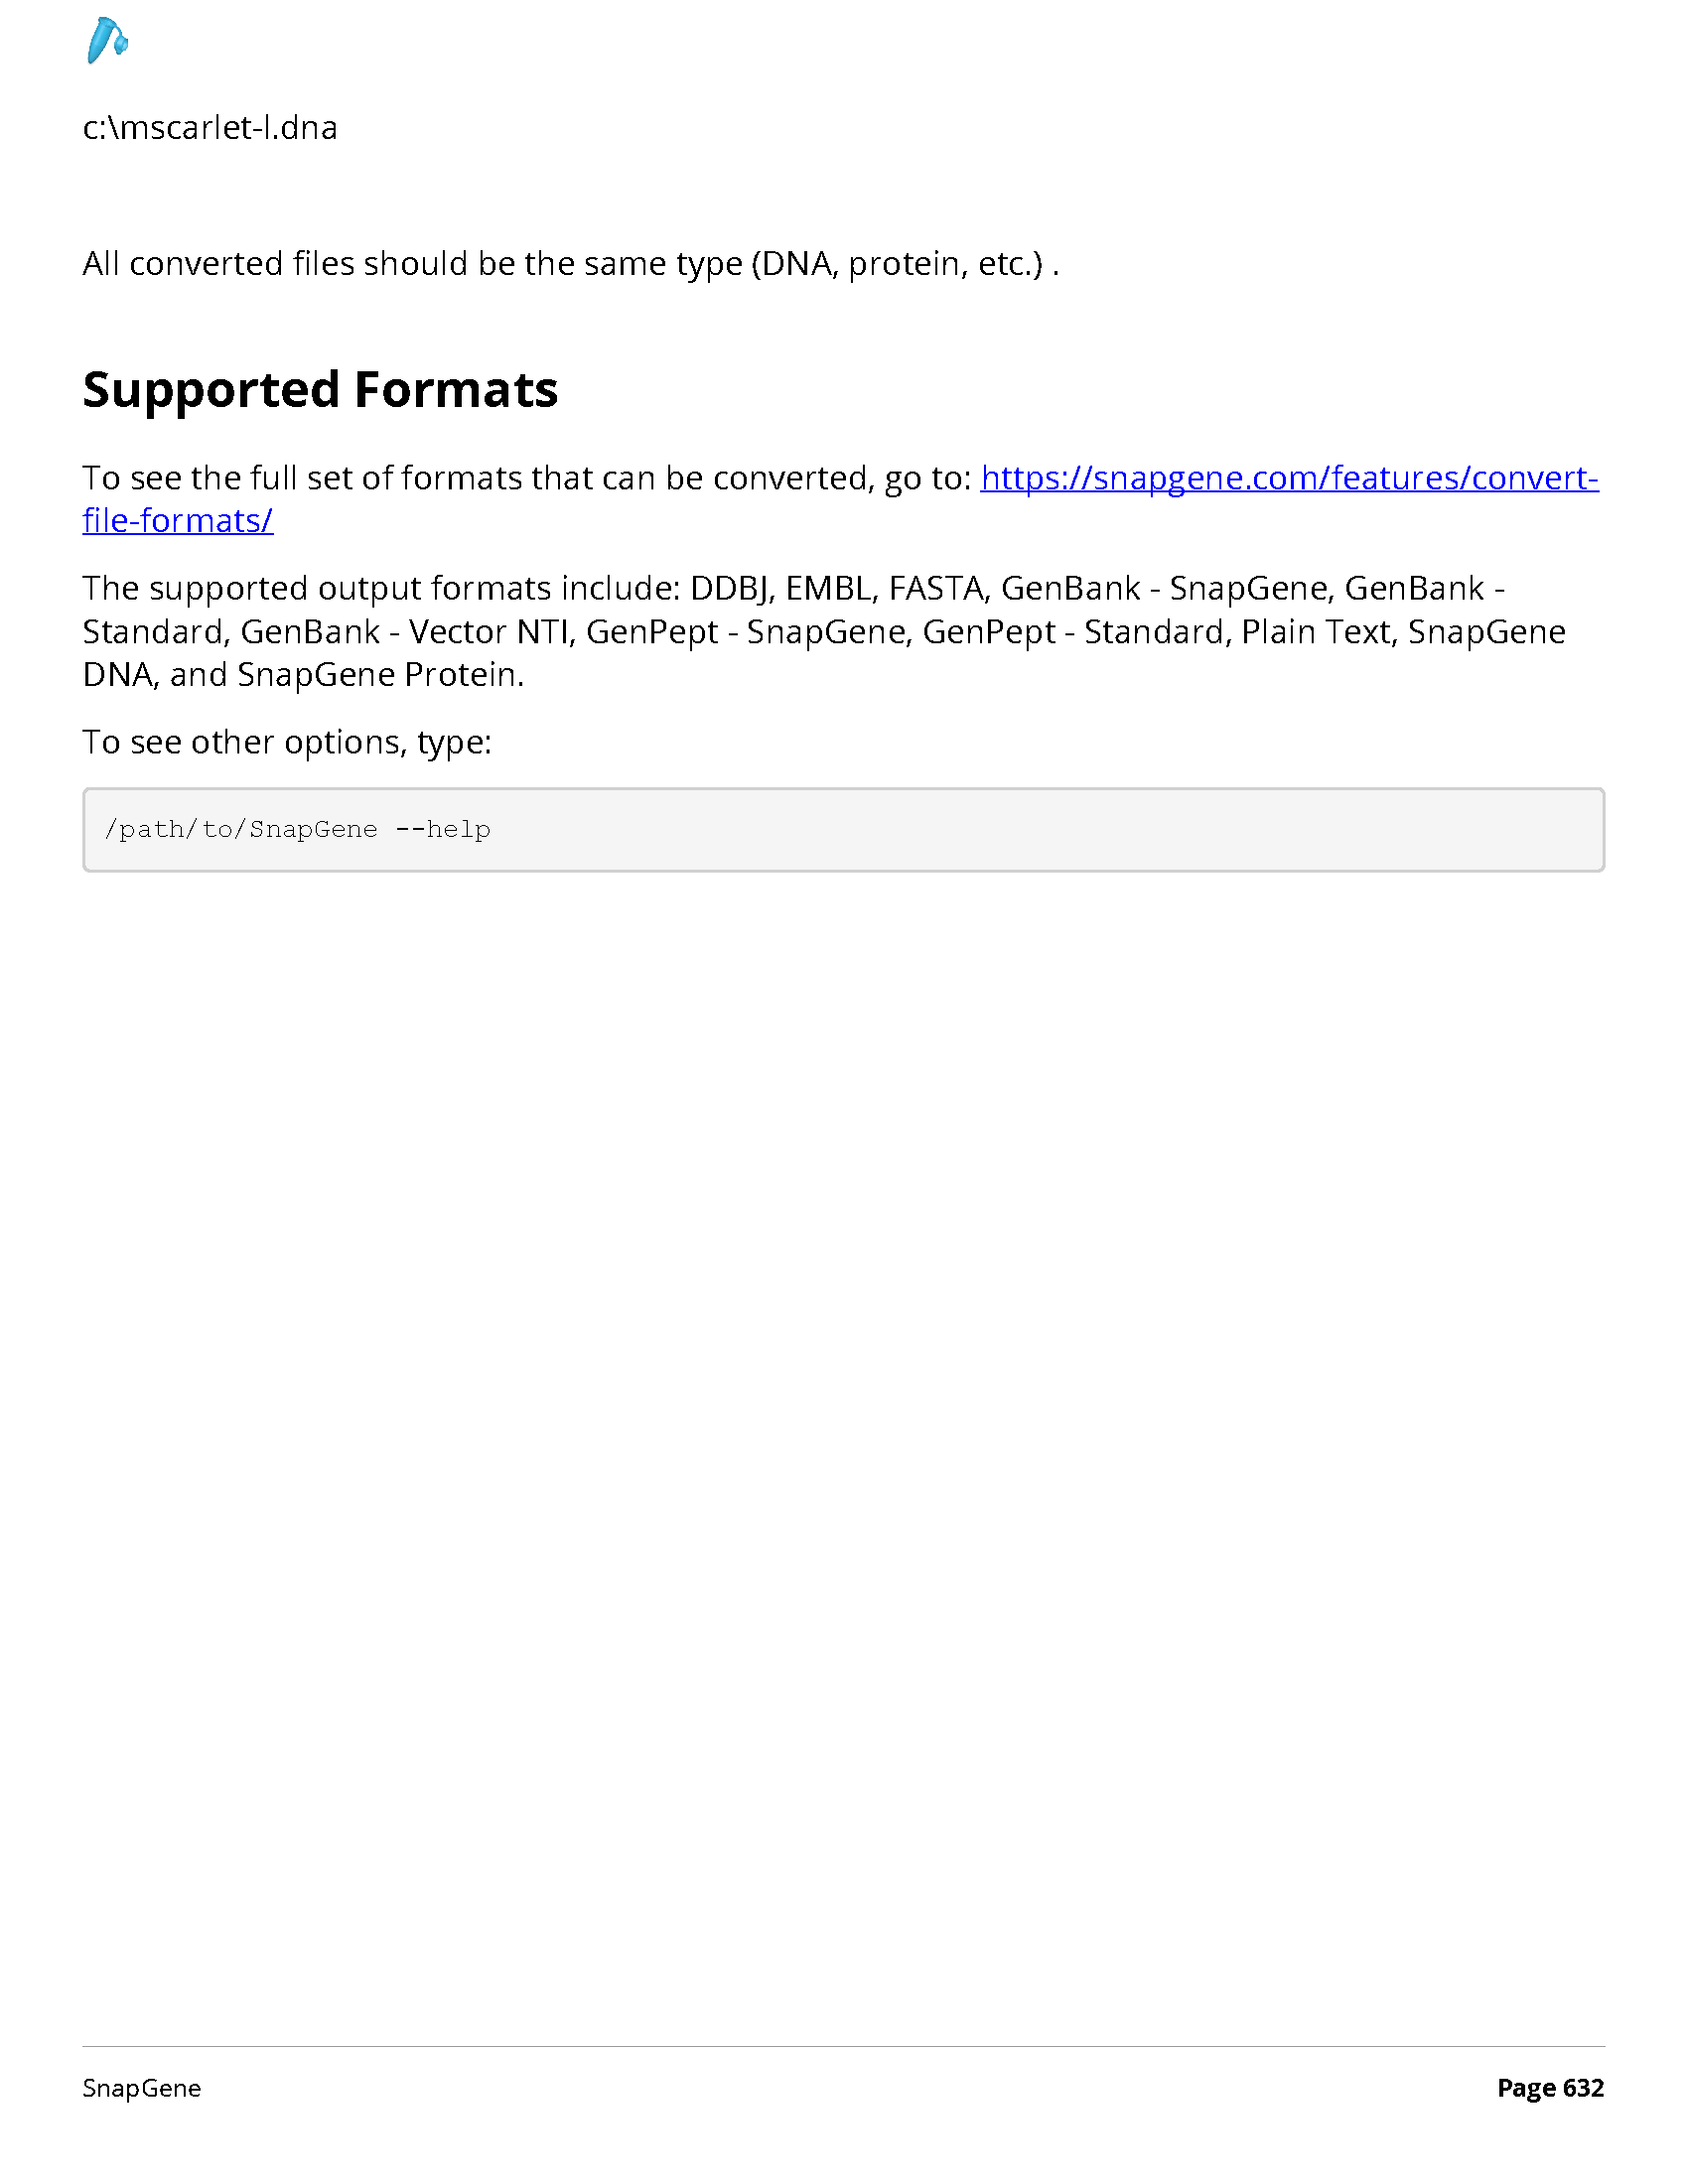 c:\mscarlet-l.dna
All converted files should be the same type (DNA, protein, etc.) .
Supported Formats
To see the full set of formats that can be converted, go to: https://snapgene.com/features/convert-
file-formats/
The supported output formats include: DDBJ, EMBL, FASTA, GenBank - SnapGene, GenBank -
Standard, GenBank - Vector NTI, GenPept - SnapGene, GenPept - Standard, Plain Text, SnapGene
DNA, and SnapGene Protein.
To see other options, type:
/path/to/SnapGene --help
SnapGene
Page 632